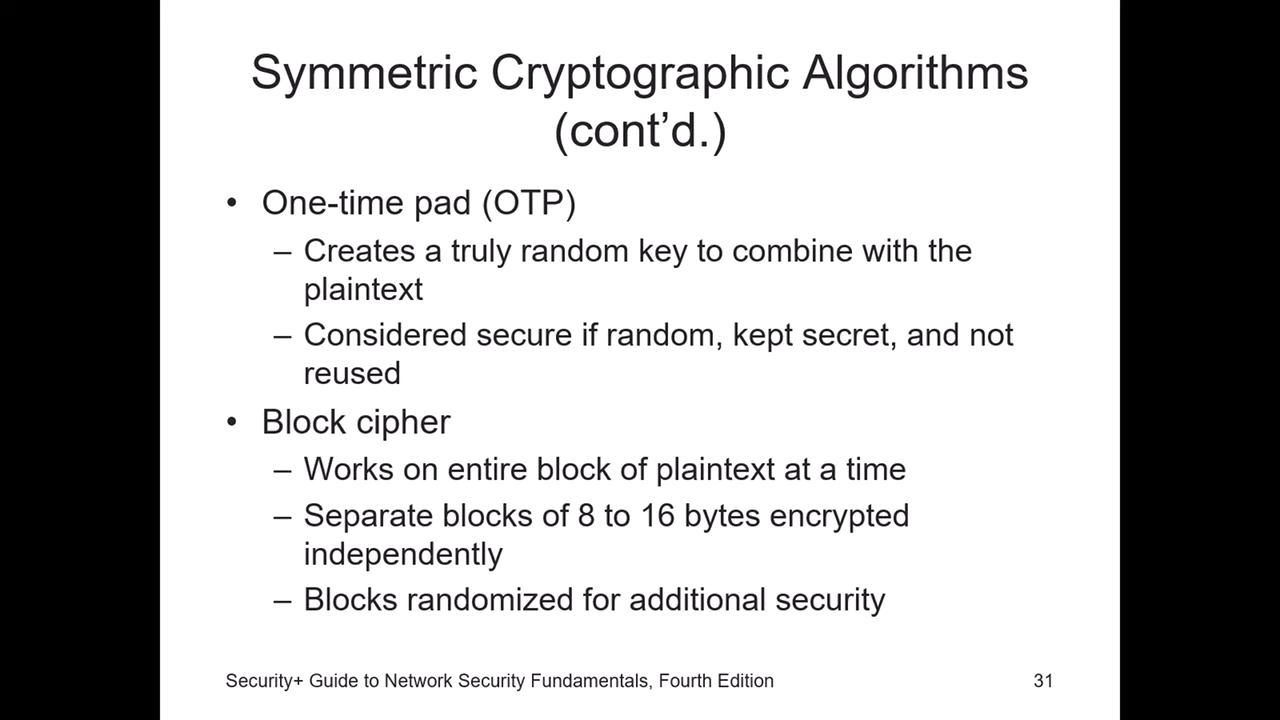 Symmetric Cryptographic Algorithms
(cont’d.)
• One-time pad (OTP)
– Creates a truly random key to combine with the
plaintext
– Considered secure if random, kept secret, and not
reused
• Block cipher
– Works on entire block of plaintext at a time
– Separate blocks of 8 to 16 bytes encrypted
independently
– Blocks randomized for additional security
Security+ Guide to Network Security Fundamentals, Fourth Edition 31